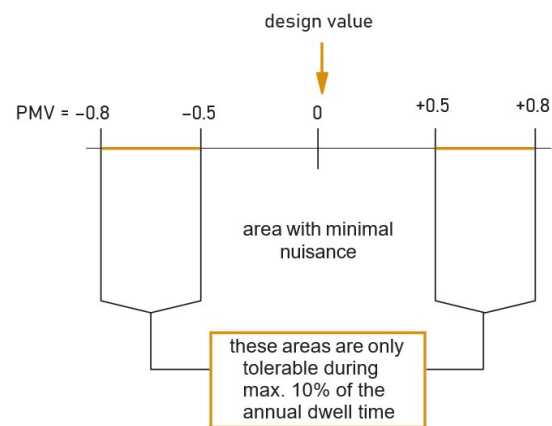 design value
PMV = −0.8 −0.5 0 +0.5 +0.8
area with minimal
nuisance
these areas are only
tolerable during
max. 10% of the
annual dwell time